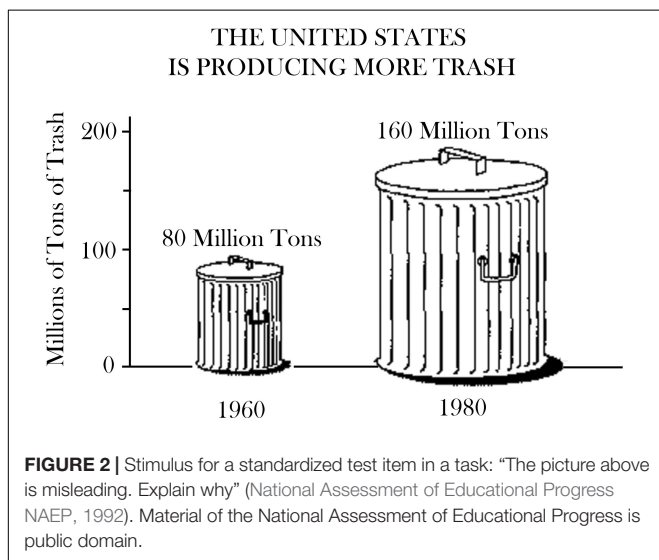 THE UNITED STATES
IS PRODUCING MORE TRASH
Millions of Tons of Trash
200
100
0
80 Million Tons
160 Million Tons
1960
1980
FIGURE 2 | Stimulus for a standardized test item in a task: “The picture above
is misleading. Explain why” (National Assessment of Educational Progress
NAEP, 1992). Material of the National Assessment of Educational Progress is
public domain.